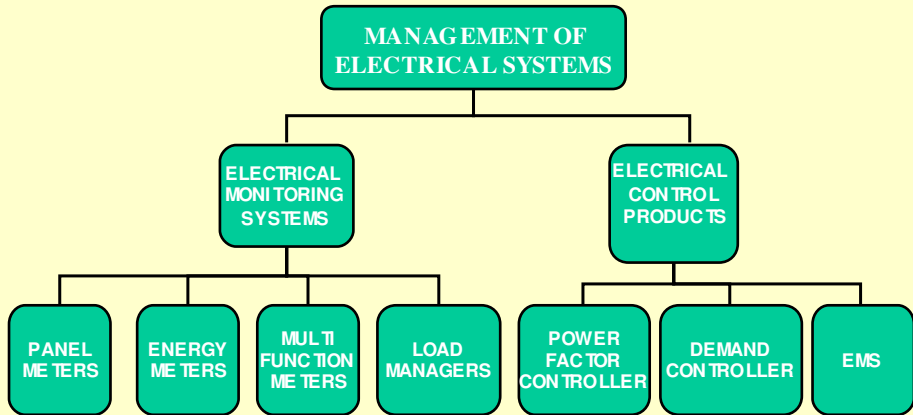 MANAGEMENT OF
ELECTRICAL SYSTEMS
ELECTRICAL
MONITORING
SYSTEMS
ELECTRICAL
CONTROL
PRODUCTS
PANEL
METERS
ENERGY
METERS
MULTI
FUNCTION
METERS
LOAD
MANAGERS
POWER
FACTOR
CONTROLLER
DEMAND
CONTROLLER
EMS